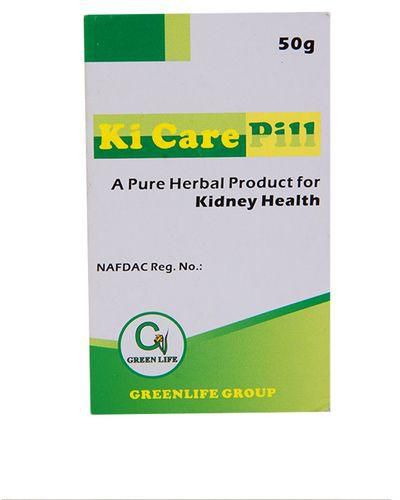 50g
Ki Care Pill
A Pure Herbal Product for
Kidney Health
NAFDAC Reg. No.:
GREEN LIFE
GREENLIFE GROUP